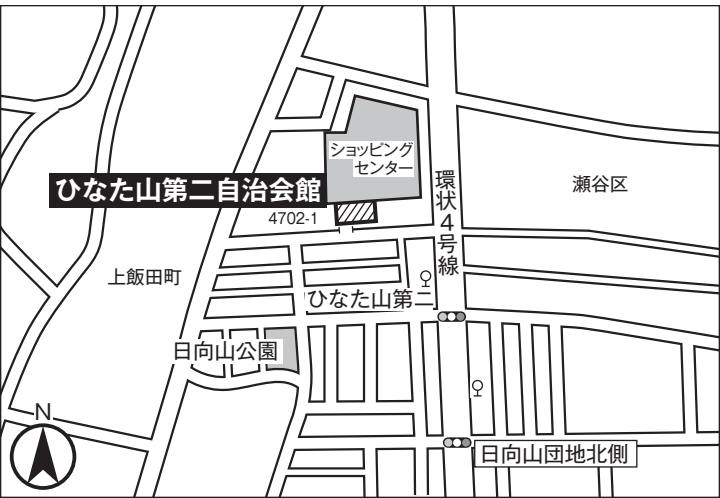 ショッピング
センター
ひなた山第二自治会館
4702-1
環状4号線
瀬谷区
上飯田町
ひなた山第二
日向山公園
N
日向山団地北側